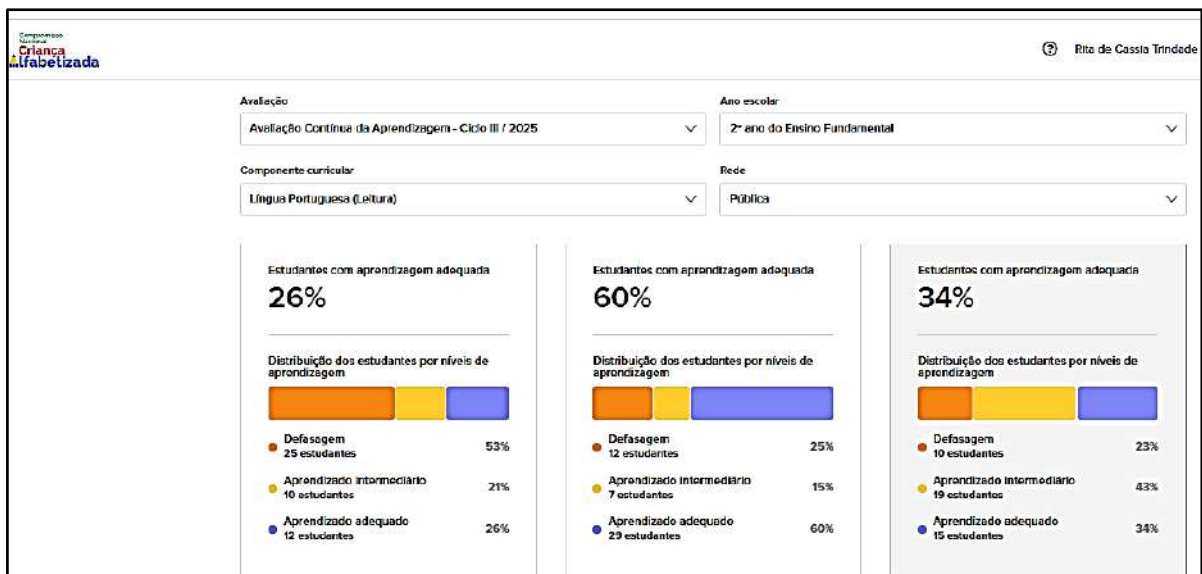 Compromisso
Nacional
Criança
Alfabetizada
Rita de Cassia Trindade
Avaliação
Ano escolar
Avaliação Contínua da Aprendizagem - Ciclo III / 2025
2º ano do Ensino Fundamental
Componente curricular
Rede
Língua Portuguesa (Leitura)
Pública
Estudantes com aprendizagem adequada
26%
Distribuição dos estudantes por níveis de
aprendizagem
Defasagem
25 estudantes
53%
Aprendizado intermediário
10 estudantes
21%
Aprendizado adequado
12 estudantes
26%
Estudantes com aprendizagem adequada
60%
Distribuição dos estudantes por níveis de
aprendizagem
Defasagem
12 estudantes
25%
Aprendizado intermediário
7 estudantes
15%
Aprendizado adequado
29 estudantes
60%
Estudantes com aprendizagem adequada
34%
Distribuição dos estudantes por níveis de
aprendizagem
Defasagem
10 estudantes
23%
Aprendizado intermediário
19 estudantes
43%
Aprendizado adequado
15 estudantes
34%